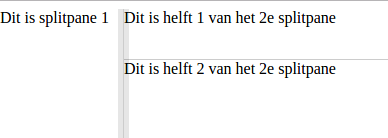 Dit is splitpane 1
Dit is helft 1 van het 2e splitpane
Dit is helft 2 van het 2e splitpane